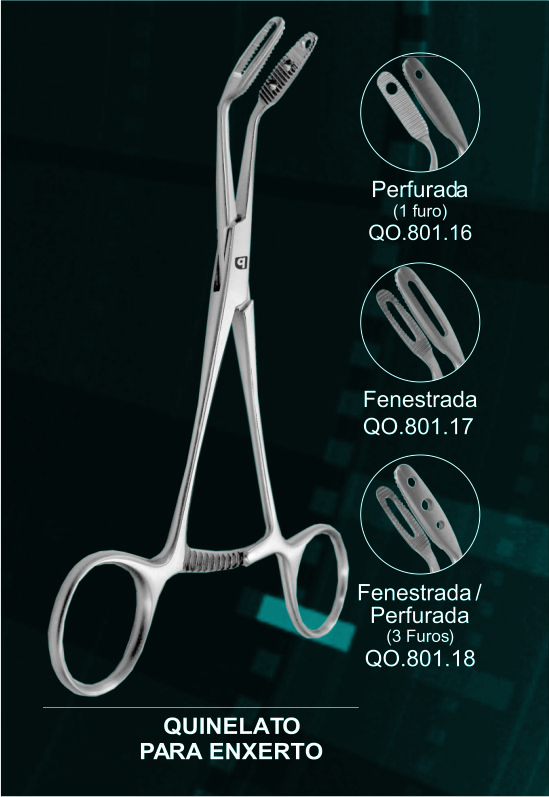 Perfurada
(1 furo)
QO.801.16
Fenestrada
QO.801.17
Fenestrada /
Perfurada
(3 Furos)
QO.801.18
QUINELATO
PARA ENXERTO